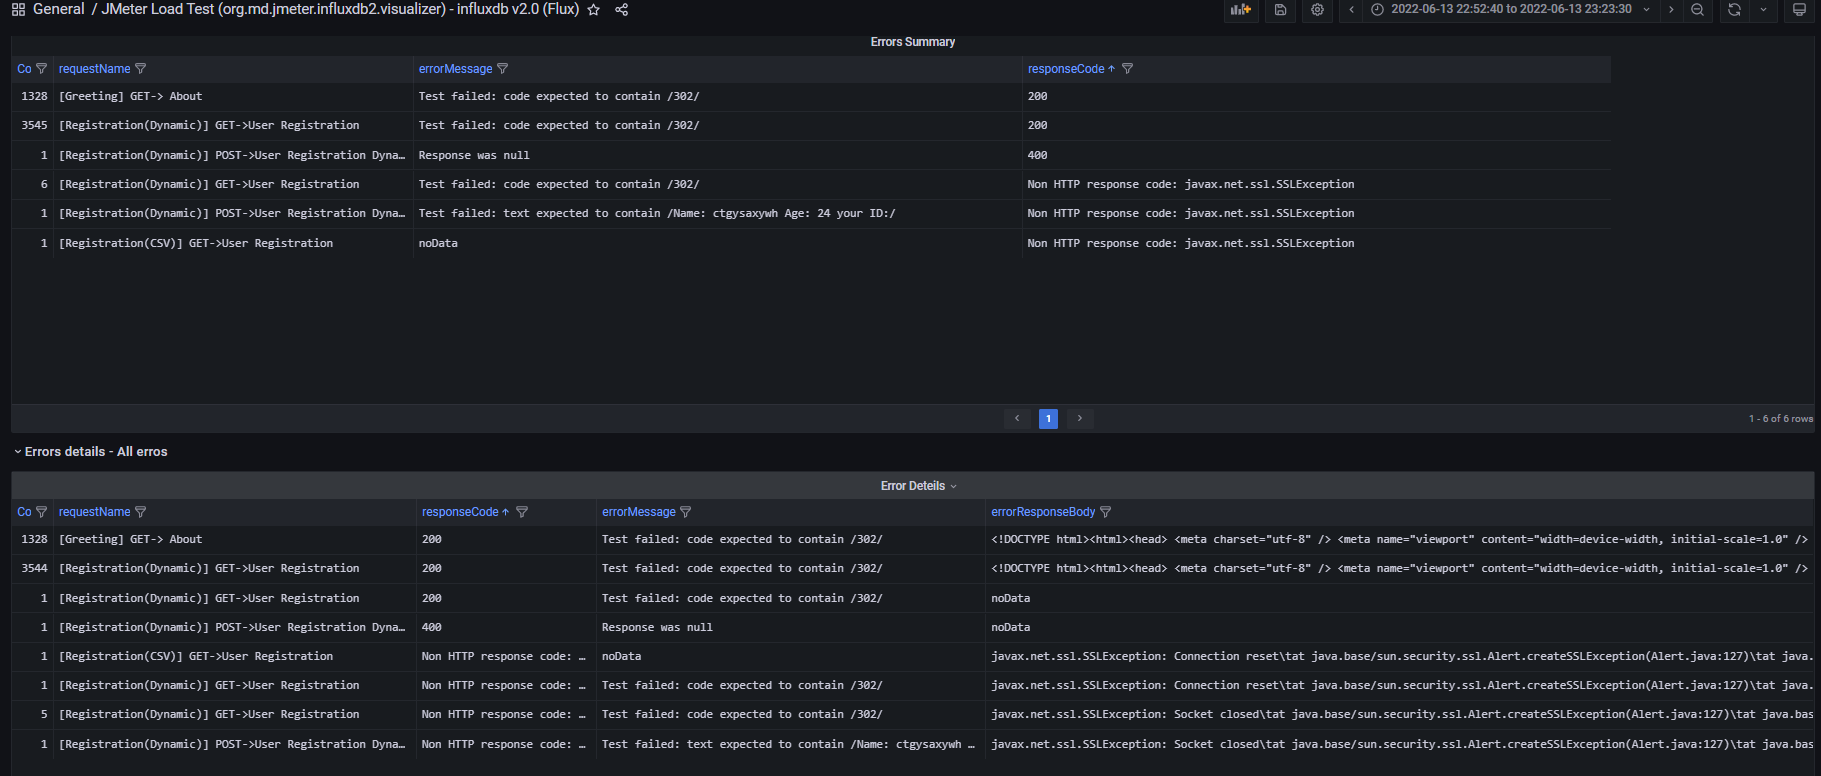 General / JMeter Load Test (org.md.jmeter.influxdb2.visualizer) - influxdb v2.0 (Flux) 2022-06-13 22:52:40 to 2022-06-13 23:23:30
Errors Summary
Co requestName errorMessage responseCode
1328 [Greeting] GET-> About Test failed: code expected to contain /302/ 200
3545 [Registration(Dynamic)] GET->User Registration Test failed: code expected to contain /302/ 200
1 [Registration(Dynamic)] POST->User Registration Dyna… Response was null 400
6 [Registration(Dynamic)] GET->User Registration Test failed: code expected to contain /302/ Non HTTP response code: javax.net.ssl.SSLException
1 [Registration(Dynamic)] POST->User Registration Dyna… Test failed: text expected to contain /Name: ctgysaxywh Age: 24 your ID:/ Non HTTP response code: javax.net.ssl.SSLException
1 [Registration(CSV)] GET->User Registration noData Non HTTP response code: javax.net.ssl.SSLException
1
1 - 6 of 6 rows
Errors details - All erros
Error Deteils
Co requestName responseCode errorMessage errorResponseBody
1328 [Greeting] GET-> About 200 Test failed: code expected to contain /302/ <!DOCTYPE html><html><head> <meta charset="utf-8" /> <meta name="viewport" content="width=device-width, initial-scale=1.0" />
3544 [Registration(Dynamic)] GET->User Registration 200 Test failed: code expected to contain /302/ <!DOCTYPE html><html><head> <meta charset="utf-8" /> <meta name="viewport" content="width=device-width, initial-scale=1.0" />
1 [Registration(Dynamic)] GET->User Registration 200 Test failed: code expected to contain /302/ noData
1 [Registration(Dynamic)] POST->User Registration Dyna… 400 Response was null noData
1 [Registration(CSV)] GET->User Registration Non HTTP response code: … noData javax.net.ssl.SSLException: Connection reset\tat java.base/sun.security.ssl.Alert.createSSLException(Alert.java:127)\tat java.
1 [Registration(Dynamic)] GET->User Registration Non HTTP response code: … Test failed: code expected to contain /302/ javax.net.ssl.SSLException: Connection reset\tat java.base/sun.security.ssl.Alert.createSSLException(Alert.java:127)\tat java.
5 [Registration(Dynamic)] GET->User Registration Non HTTP response code: … Test failed: code expected to contain /302/ javax.net.ssl.SSLException: Socket closed\tat java.base/sun.security.ssl.Alert.createSSLException(Alert.java:127)\tat java.bas
1 [Registration(Dynamic)] POST->User Registration Dyna… Non HTTP response code: … Test failed: text expected to contain /Name: ctgysaxywh … javax.net.ssl.SSLException: Socket closed\tat java.base/sun.security.ssl.Alert.createSSLException(Alert.java:127)\tat java.bas